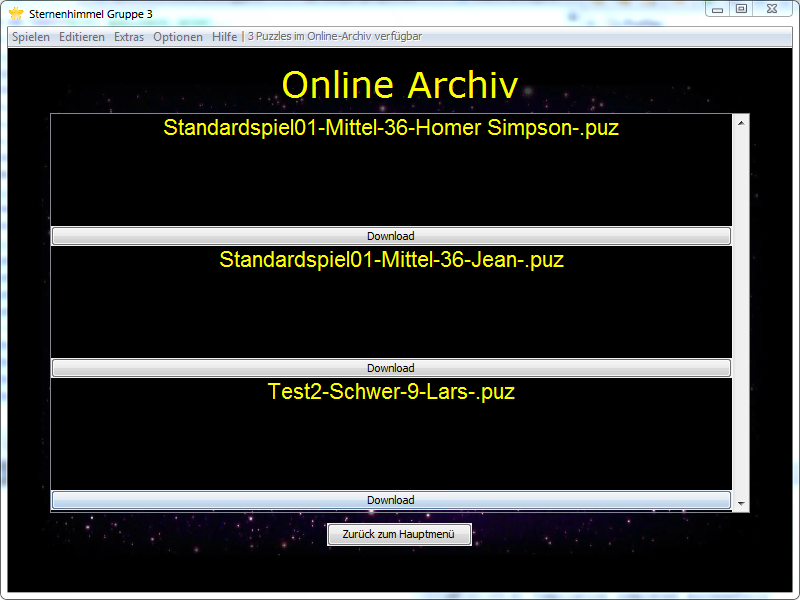 Sternenhimmel Gruppe 3
Spielen Editieren Extras Optionen Hilfe | 3 Puzzles im Online-Archiv verfügbar
Online Archiv
Standardspiel01-Mittel-36-Homer Simpson-.puz
Download
Standardspiel01-Mittel-36-Jean-.puz
Download
Test2-Schwer-9-Lars-.puz
Download
Zurück zum Hauptmenü